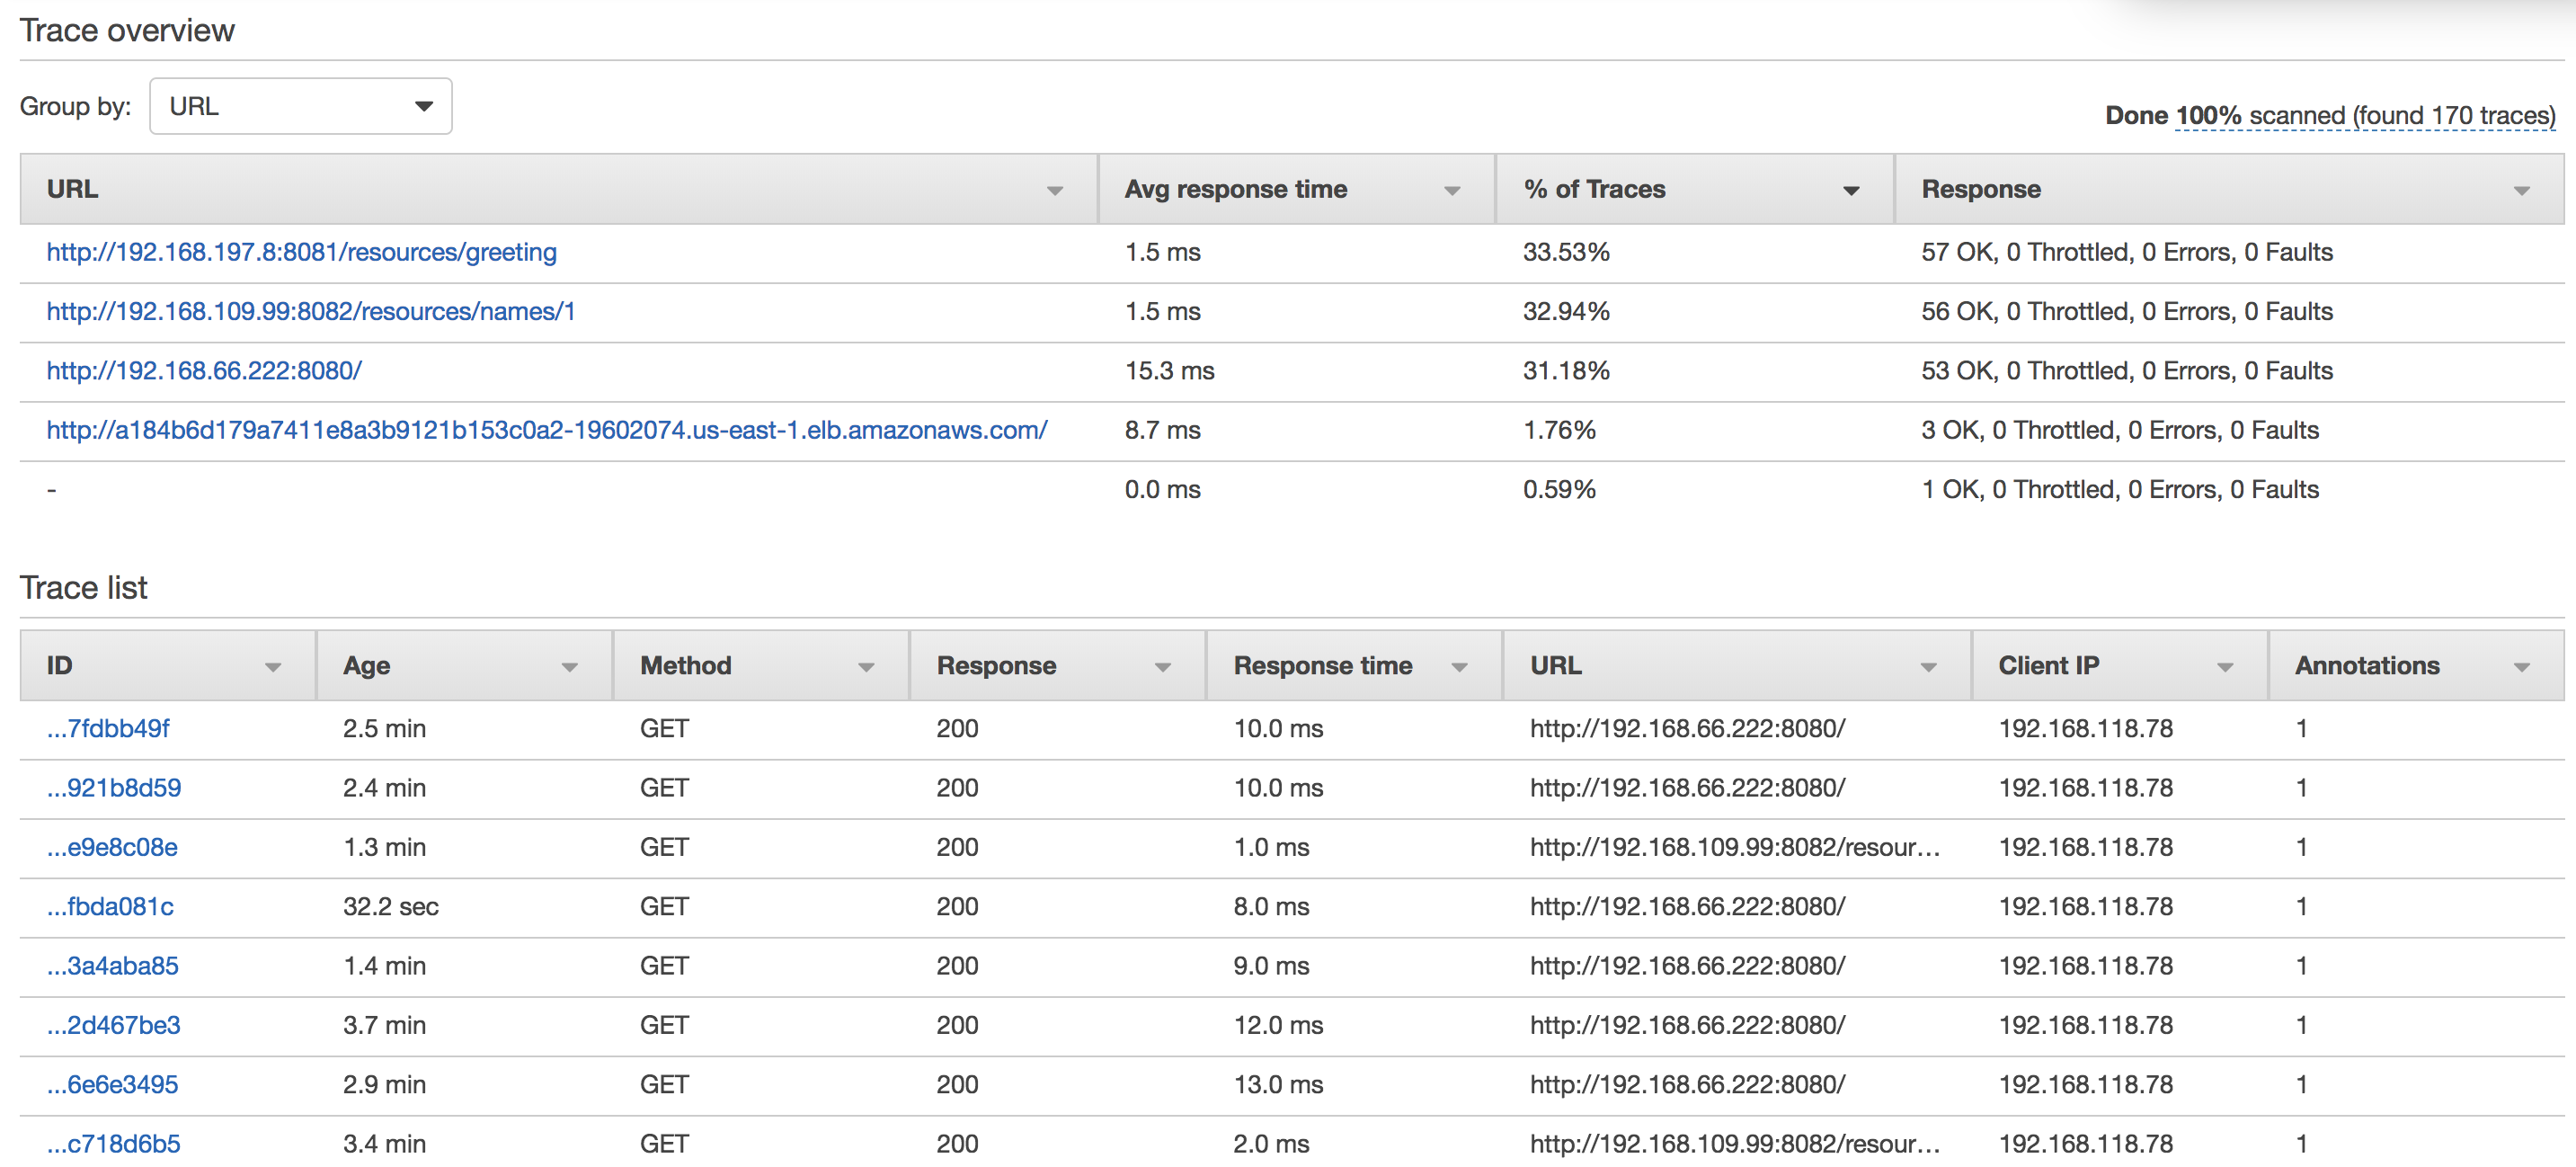 Trace overview
Group by: URL
Done 100% scanned (found 170 traces)
URL Avg response time % of Traces Response
http://192.168.197.8:8081/resources/greeting 1.5 ms 33.53% 57 OK, 0 Throttled, 0 Errors, 0 Faults
http://192.168.109.99:8082/resources/names/1 1.5 ms 32.94% 56 OK, 0 Throttled, 0 Errors, 0 Faults
http://192.168.66.222:8080/ 15.3 ms 31.18% 53 OK, 0 Throttled, 0 Errors, 0 Faults
http://a184b6d179a7411e8a3b9121b153c0a2-19602074.us-east-1.elb.amazonaws.com/ 8.7 ms 1.76% 3 OK, 0 Throttled, 0 Errors, 0 Faults
- 0.0 ms 0.59% 1 OK, 0 Throttled, 0 Errors, 0 Faults
Trace list
ID Age Method Response Response time URL Client IP Annotations
...7fdbb49f 2.5 min GET 200 10.0 ms http://192.168.66.222:8080/ 192.168.118.78 1
...921b8d59 2.4 min GET 200 10.0 ms http://192.168.66.222:8080/ 192.168.118.78 1
...e9e8c08e 1.3 min GET 200 1.0 ms http://192.168.109.99:8082/resour... 192.168.118.78 1
...fbda081c 32.2 sec GET 200 8.0 ms http://192.168.66.222:8080/ 192.168.118.78 1
...3a4aba85 1.4 min GET 200 9.0 ms http://192.168.66.222:8080/ 192.168.118.78 1
...2d467be3 3.7 min GET 200 12.0 ms http://192.168.66.222:8080/ 192.168.118.78 1
...6e6e3495 2.9 min GET 200 13.0 ms http://192.168.66.222:8080/ 192.168.118.78 1
...c718d6b5 3.4 min GET 200 2.0 ms http://192.168.109.99:8082/resour... 192.168.118.78 1